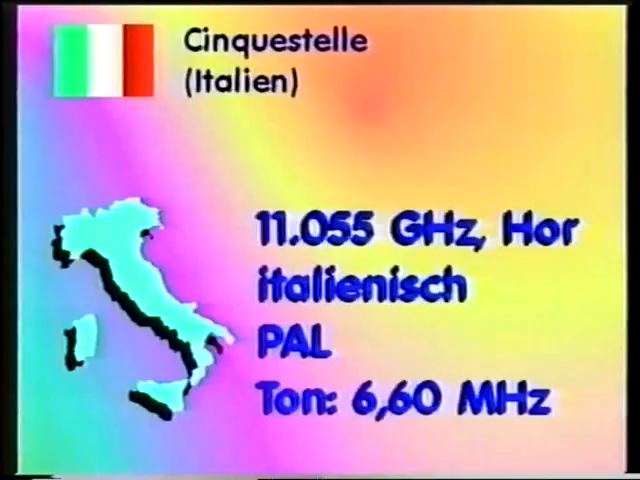 Cinquestelle
(Italien)
11.055 GHz, Hor
italienisch
PAL
Ton: 6,60 MHz